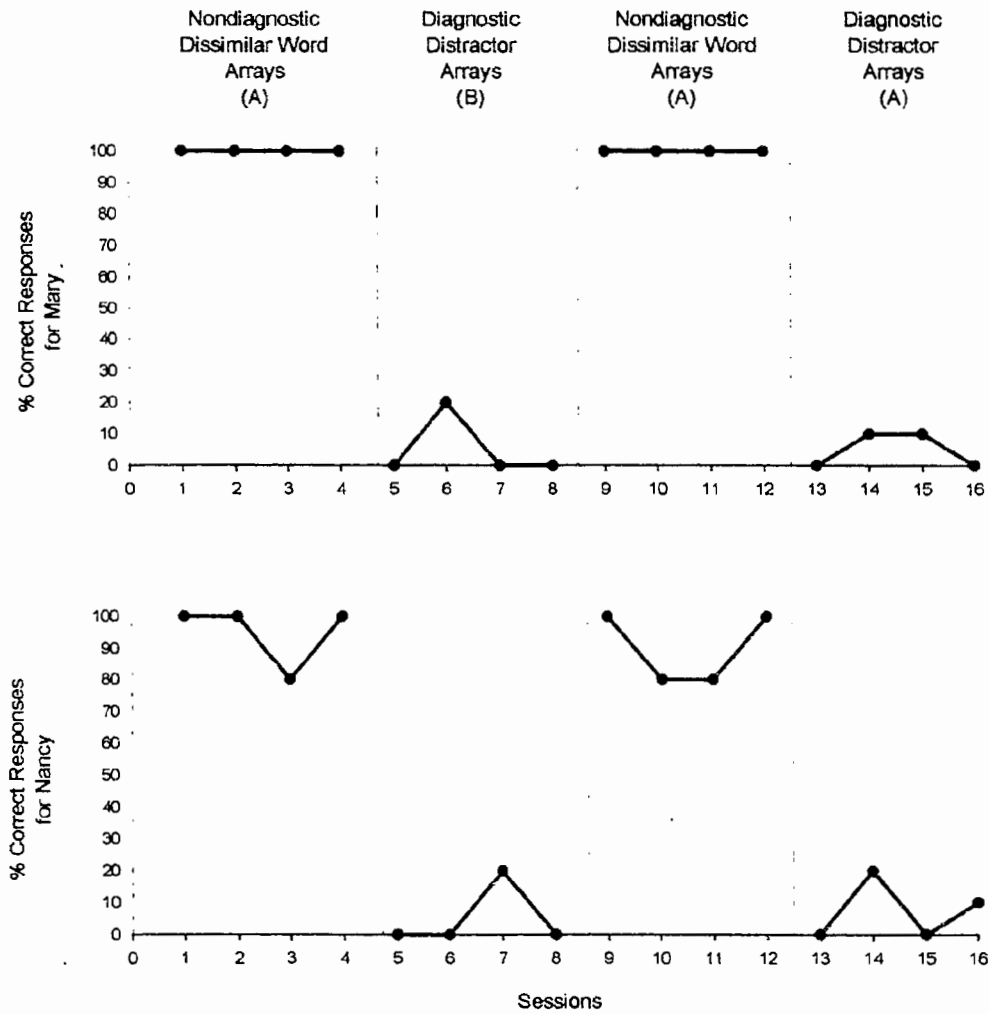 Nondiagnostic
Dissimilar Word
Arrays
(A)
Diagnostic
Distractor
Arrays
(B)
Nondiagnostic
Dissimilar Word
Arrays
(A)
Diagnostic
Distractor
Arrays
(A)
% Correct Responses
for Mary
100
90
80
70
60
50
40
30
20
10
0
0 1 2 3 4 5 6 7 8 9 10 11 12 13 14 15 16
% Correct Responses
for Nancy
100
90
80
70
60
50
40
30
20
10
0
0 1 2 3 4 5 6 7 8 9 10 11 12 13 14 15 16
Sessions